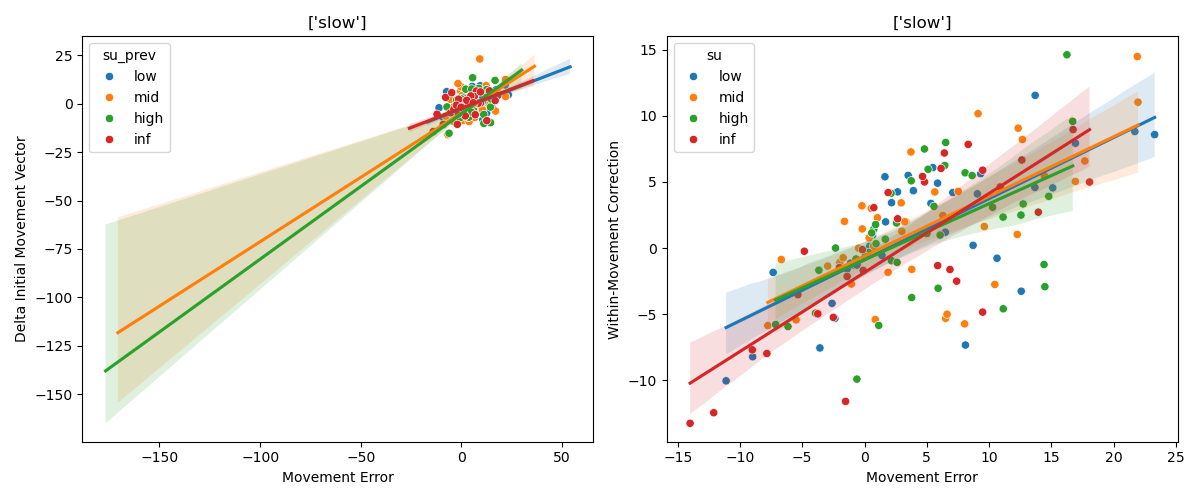 ['slow']
25
0
−25
−50
−75
−100
−125
−150
Delta Initial Movement Vector
su_prev
low
mid
high
inf
−150
−100
−50
0
50
Movement Error
['slow']
15
10
5
0
−5
−10
Within-Movement Correction
su
low
mid
high
inf
−15
−10
−5
0
5
10
15
20
25
Movement Error